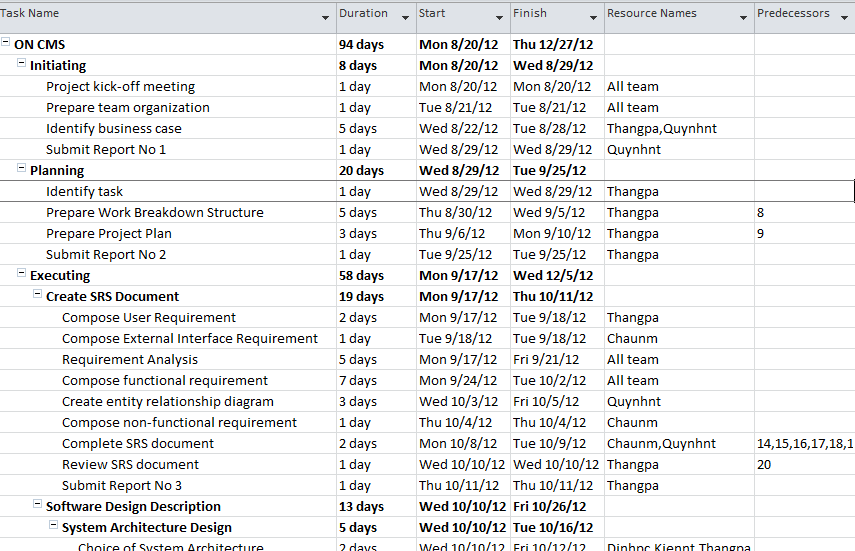 Task Name Duration Start Finish Resource Names Predecessors
ON CMS 94 days Mon 8/20/12 Thu 12/27/12
Initiating 8 days Mon 8/20/12 Wed 8/29/12
Project kick-off meeting 1 day Mon 8/20/12 Mon 8/20/12 All team
Prepare team organization 1 day Tue 8/21/12 Tue 8/21/12 All team
Identify business case 5 days Wed 8/22/12 Tue 8/28/12 Thangpa,Quynhnt
Submit Report No 1 1 day Wed 8/29/12 Wed 8/29/12 Quynhnt
Planning 20 days Wed 8/29/12 Tue 9/25/12
Identify task 1 day Wed 8/29/12 Wed 8/29/12 Thangpa
Prepare Work Breakdown Structure 5 days Thu 8/30/12 Wed 9/5/12 Thangpa 8
Prepare Project Plan 3 days Thu 9/6/12 Mon 9/10/12 Thangpa 9
Submit Report No 2 1 day Tue 9/25/12 Tue 9/25/12 Thangpa
Executing 58 days Mon 9/17/12 Wed 12/5/12
Create SRS Document 19 days Mon 9/17/12 Thu 10/11/12
Compose User Requirement 2 days Mon 9/17/12 Tue 9/18/12 Thangpa
Compose External Interface Requirement 1 day Tue 9/18/12 Tue 9/18/12 Chaunm
Requirement Analysis 5 days Mon 9/17/12 Fri 9/21/12 All team
Compose functional requirement 7 days Mon 9/24/12 Tue 10/2/12 All team
Create entity relationship diagram 3 days Wed 10/3/12 Fri 10/5/12 Quynhnt
Compose non-functional requirement 1 day Thu 10/4/12 Thu 10/4/12 Chaunm
Complete SRS document 2 days Mon 10/8/12 Tue 10/9/12 Chaunm,Quynhnt 14,15,16,17,18,1
Review SRS document 1 day Wed 10/10/12 Wed 10/10/12 Thangpa 20
Submit Report No 3 1 day Thu 10/11/12 Thu 10/11/12 Thangpa
Software Design Description 13 days Wed 10/10/12 Fri 10/26/12
System Architecture Design 5 days Wed 10/10/12 Tue 10/16/12
Choice of System Architecture 2 days Wed 10/10/12 Fri 10/12/12 Dinhpc,Kiennt,Thangpa